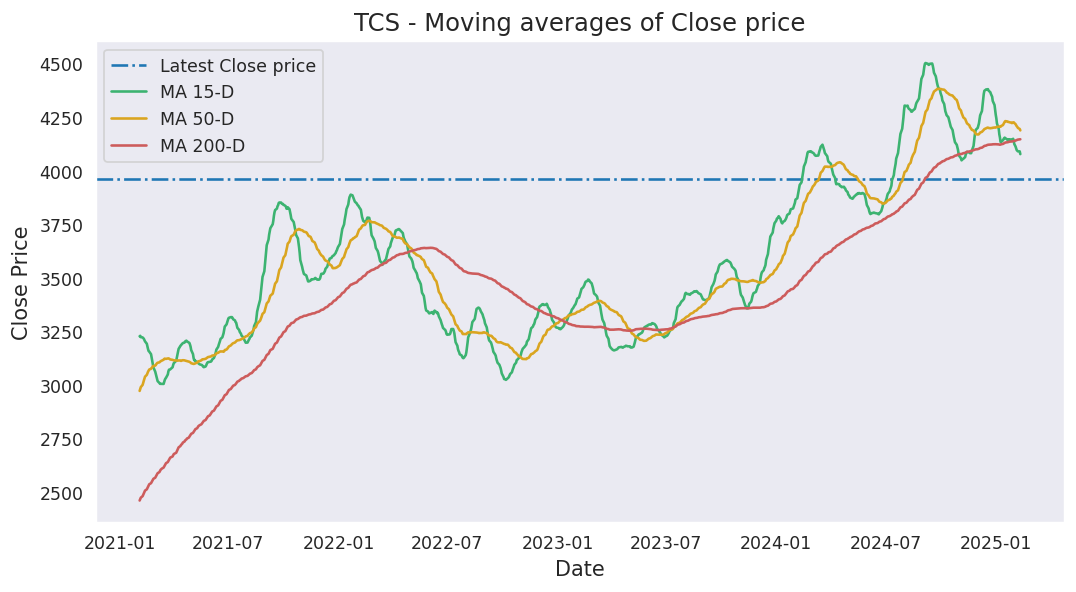 TCS - Moving averages of Close price
Latest Close price
MA 15-D
MA 50-D
MA 200-D
Close Price
4500
4250
4000
3750
3500
3250
3000
2750
2500
2021-01 2021-07 2022-01 2022-07 2023-01 2023-07 2024-01 2024-07 2025-01
Date